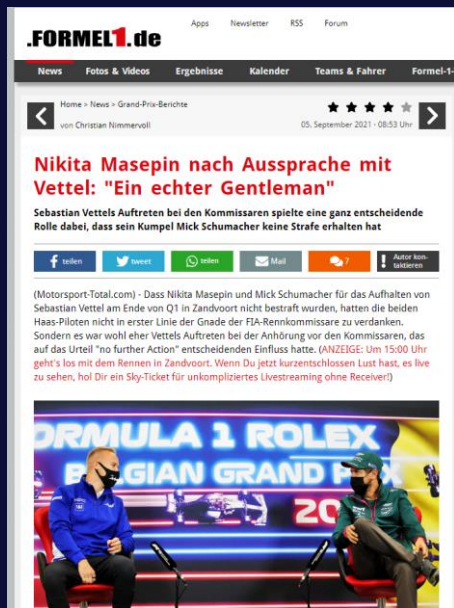 Apps Newsletter RSS Forum
.FORMEL1.de
News Fotos & Videos Ergebnisse Kalender Teams & Fahrer Formel-1-
Home > News > Grand-Prix-Berichte
von Christian Nimmervoll
05. September 2021 - 08:53 Uhr
Nikita Masepin nach Aussprache mit
Vettel: "Ein echter Gentleman"
Sebastian Vettels Auftreten bei den Kommissaren spielte eine ganz entscheidende
Rolle dabei, dass sein Kumpel Mick Schumacher keine Strafe erhalten hat
teilen tweet teilen Mail 7 Autor kon-
taktieren
(Motorsport-Total.com) - Dass Nikita Masepin und Mick Schumacher für das Aufhalten von
Sebastian Vettel am Ende von Q1 in Zandvoort nicht bestraft wurden, hatten die beiden
Haas-Piloten nicht in erster Linie der Gnade der FIA-Rennkommissare zu verdanken.
Sondern es war wohl eher Vettels Auftreten bei der Anhörung vor den Kommissaren, das
auf das Urteil "no further Action" entscheidenden Einfluss hatte. (ANZEIGE: Um 15:00 Uhr
geht's los mit dem Rennen in Zandvoort. Wenn Du jetzt kurzentschlossen Lust hast, es live
zu sehen, hol Dir ein Sky-Ticket für unkompliziertes Livestreaming ohne Receiver!)
ORMULA 1 ROLEX
BELGIAN GRAND PRIX
20